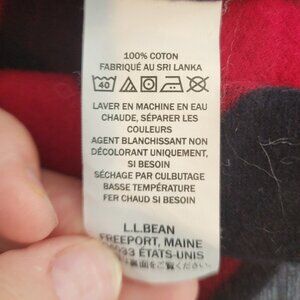 100% COTON
FABRIQUÉ AU SRI LANKA
40
LAVER EN MACHINE EN EAU
CHAUDE, SÉPARER LES
COULEURS
AGENT BLANCHISSANT NON
DÉCOLORANT UNIQUEMENT,
SI BESOIN
SÉCHAGE PAR CULBUTAGE
BASSE TEMPÉRATURE
FER CHAUD SI BESOIN
L.L.BEAN
FREEPORT, MAINE
ÉTATS-UNIS